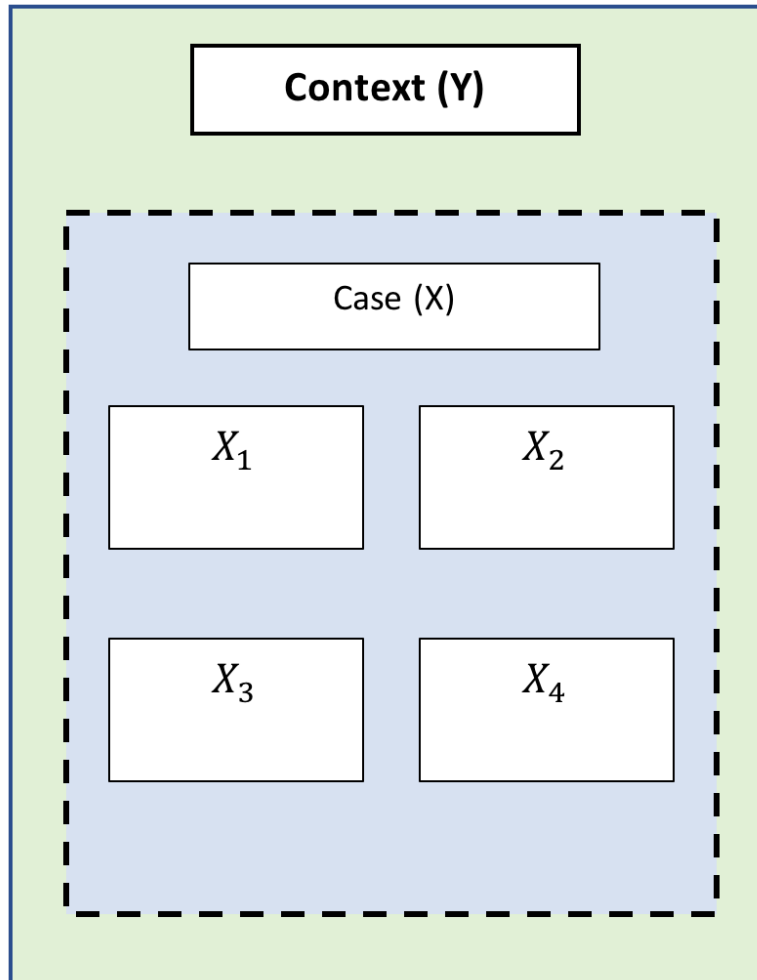 Context (Y)
Case (X)
X₁
X₂
X₃
X₄